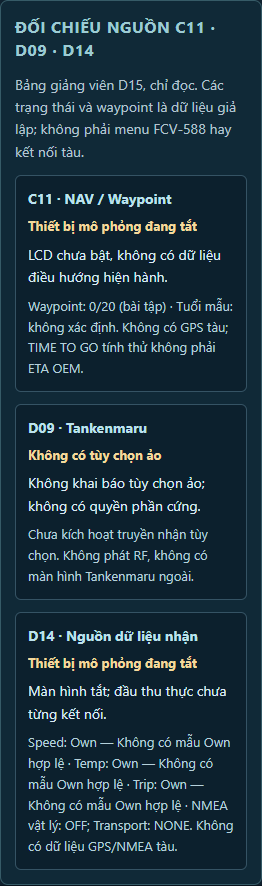 ĐỐI CHIẾU NGUỒN C11 ·
D09 · D14
Bảng giảng viên D15, chỉ đọc. Các
trạng thái và waypoint là dữ liệu giả
lập; không phải menu FCV-588 hay
kết nối tàu.
C11 · NAV / Waypoint
Thiết bị mô phỏng đang tắt
LCD chưa bật, không có dữ liệu
điều hướng hiện hành.
Waypoint: 0/20 (bài tập) · Tuổi mẫu:
không xác định. Không có GPS tàu;
TIME TO GO tính thử không phải
ETA OEM.
D09 · Tankenmaru
Không có tùy chọn ảo
Không khai báo tùy chọn ảo;
không có quyền phần cứng.
Chưa kích hoạt truyền nhận tùy
chọn. Không phát RF, không có
màn hình Tankenmaru ngoài.
D14 · Nguồn dữ liệu nhận
Thiết bị mô phỏng đang tắt
Màn hình tắt; đầu thu thực chưa
từng kết nối.
Speed: Own — Không có mẫu Own
hợp lệ · Temp: Own — Không có
mẫu Own hợp lệ · Trip: Own —
Không có mẫu Own hợp lệ · NMEA
vật lý: OFF; Transport: NONE. Không
có dữ liệu GPS/NMEA tàu.